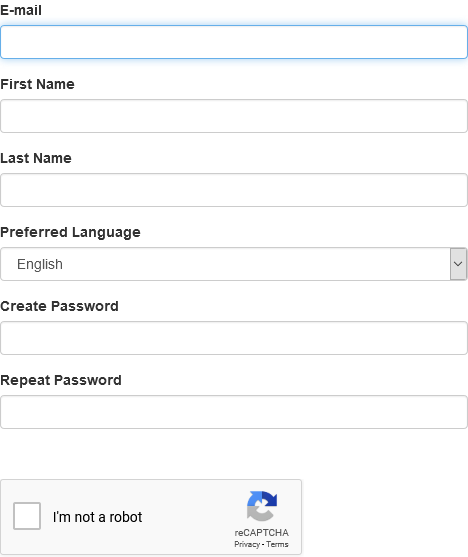 E-mail
First Name
Last Name
Preferred Language
English
Create Password
Repeat Password
I'm not a robot
reCAPTCHA
Privacy - Terms